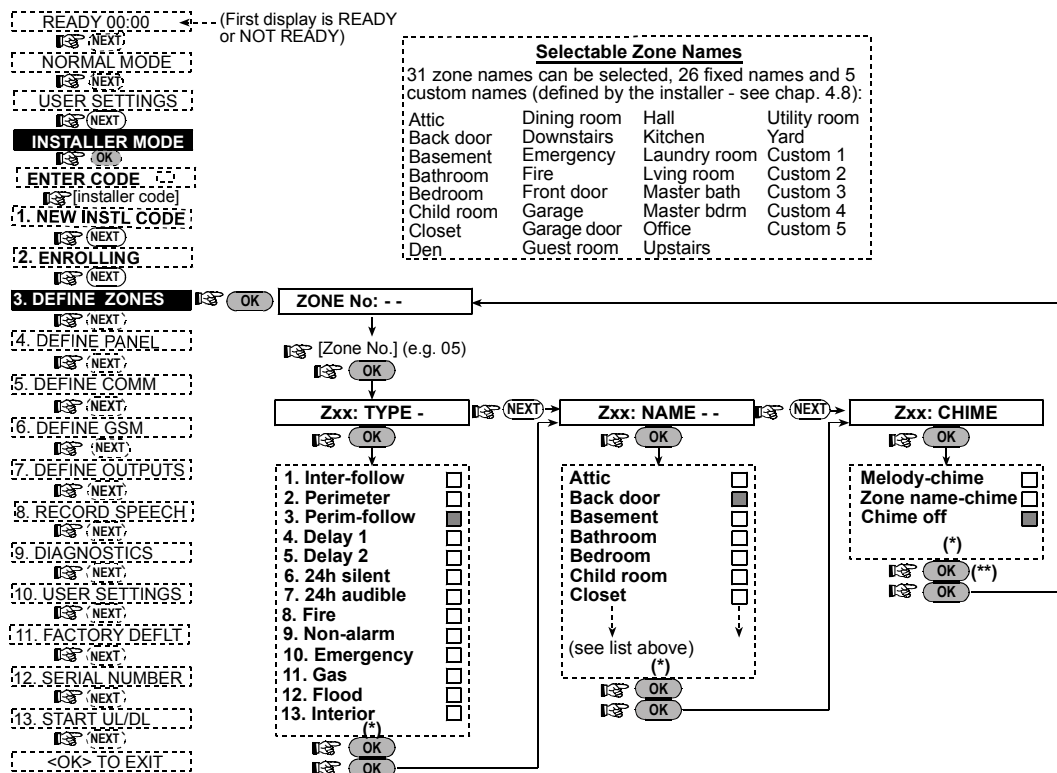 READY 00:00
(First display is READY
or NOT READY)
NEXT
NORMAL MODE
NEXT
USER SETTINGS
NEXT
INSTALLER MODE
OK
ENTER CODE
[installer code]
1. NEW INSTL CODE
NEXT
2. ENROLLING
NEXT
3. DEFINE ZONES
NEXT
4. DEFINE PANEL
NEXT
5. DEFINE COMM
NEXT
6. DEFINE GSM
NEXT
7. DEFINE OUTPUTS
NEXT
8. RECORD SPEECH
NEXT
9. DIAGNOSTICS
NEXT
10. USER SETTINGS
NEXT
11. FACTORY DEFLT
NEXT
12. SERIAL NUMBER
NEXT
13. START UL/DL
NEXT
<OK> TO EXIT
Selectable Zone Names
31 zone names can be selected, 26 fixed names and 5
custom names (defined by the installer - see chap. 4.8):
Attic
Back door
Basement
Bathroom
Bedroom
Child room
Closet
Den
Dining room
Downstairs
Emergency
Fire
Front door
Garage
Garage door
Guest room
Hall
Kitchen
Laundry room
Lving room
Master bath
Master bdrm
Office
Upstairs
Utility room
Yard
Custom 1
Custom 2
Custom 3
Custom 4
Custom 5
OK
ZONE No: - -
[Zone No.] (e.g. 05)
OK
Zxx: TYPE -
OK
1. Inter-follow
2. Perimeter
3. Perim-follow
4. Delay 1
5. Delay 2
6. 24h silent
7. 24h audible
8. Fire
9. Non-alarm
10. Emergency
11. Gas
12. Flood
13. Interior
(*)
OK
OK
NEXT
Zxx: NAME - -
OK
Attic
Back door
Basement
Bathroom
Bedroom
Child room
Closet
(see list above)
(*)
OK
OK
NEXT
Zxx: CHIME
OK
Melody-chime
Zone name-chime
Chime off
(*)
OK (**)
OK